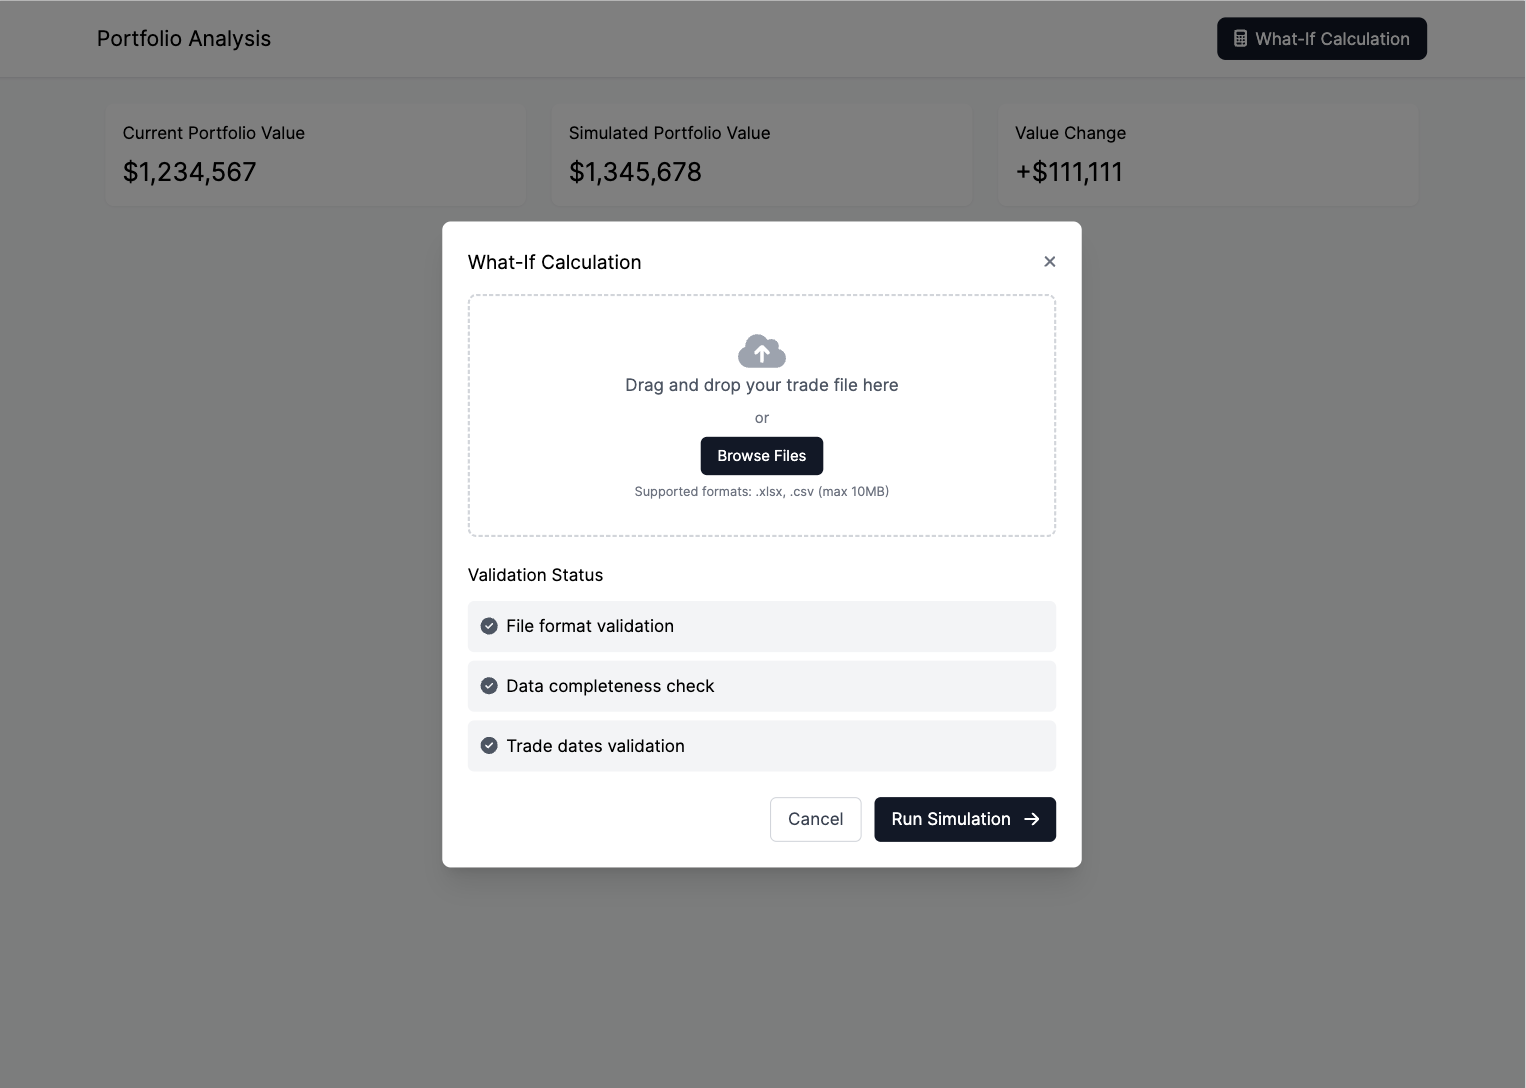 Portfolio Analysis
What-If Calculation
Current Portfolio Value
$1,234,567
Simulated Portfolio Value
$1,345,678
Value Change
+$111,111
What-If Calculation
Drag and drop your trade file here
or
Browse Files
Supported formats: .xlsx, .csv (max 10MB)
Validation Status
File format validation
Data completeness check
Trade dates validation
Cancel
Run Simulation